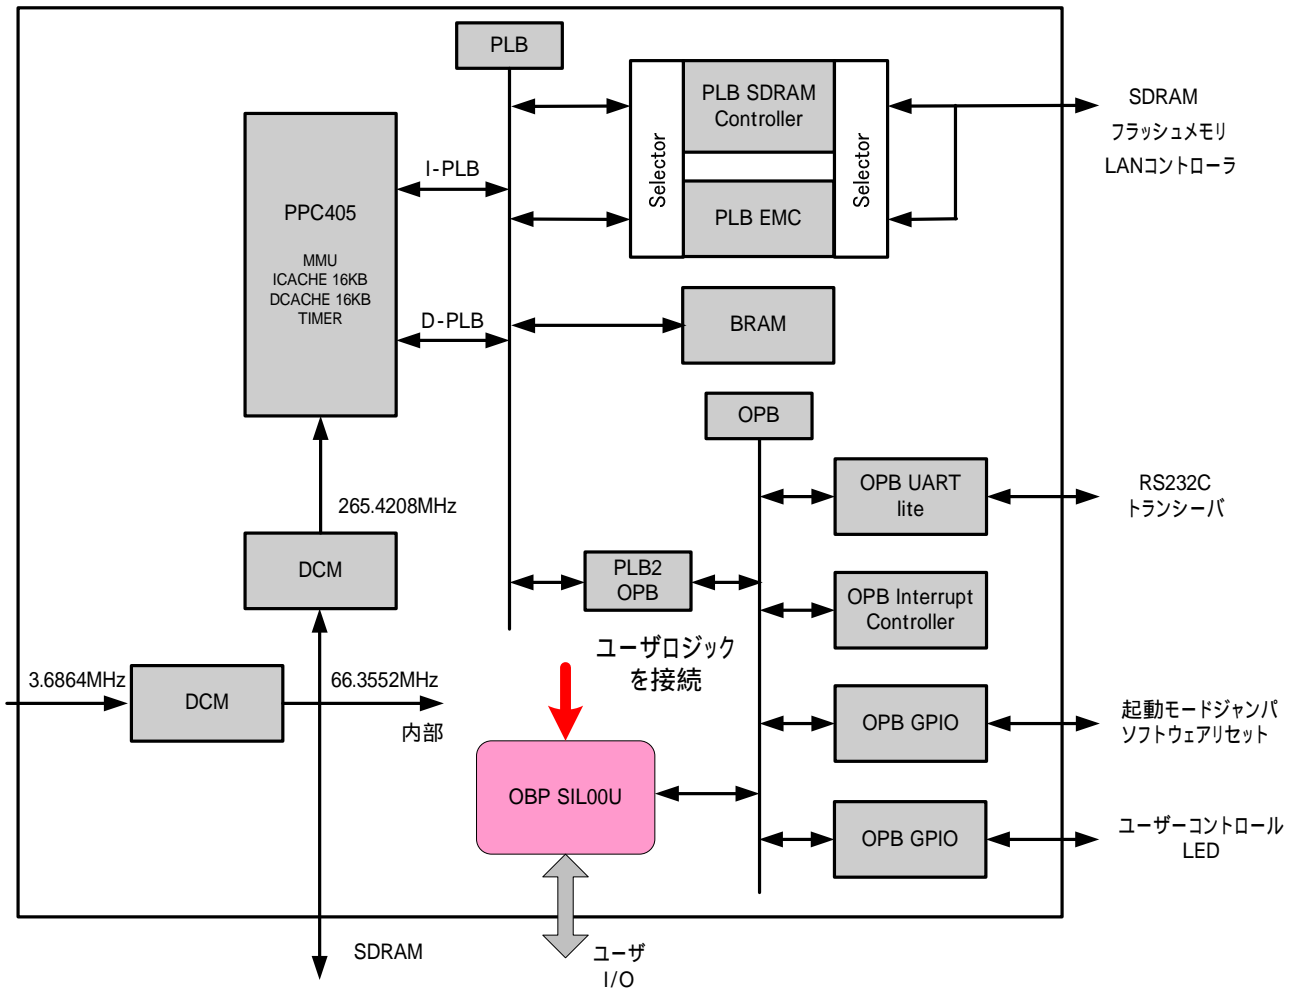 PLB
PLB SDRAM
Controller
Selector
Selector
PLB EMC
SDRAM
フラッシュメモリ
LANコントローラ
I-PLB
PPC405
MMU
ICACHE 16KB
DCACHE 16KB
TIMER
D-PLB
BRAM
OPB
OPB UART
lite
RS232C
トランシーバ
265.4208MHz
DCM
PLB2
OPB
OPB Interrupt
Controller
ユーザロジック
を接続
3.6864MHz
DCM
66.3552MHz
内部
OPB GPIO
起動モードジャンパ
ソフトウェアリセット
OBP SIL00U
OPB GPIO
ユーザーコントロール
LED
SDRAM
ユーザ
I/O